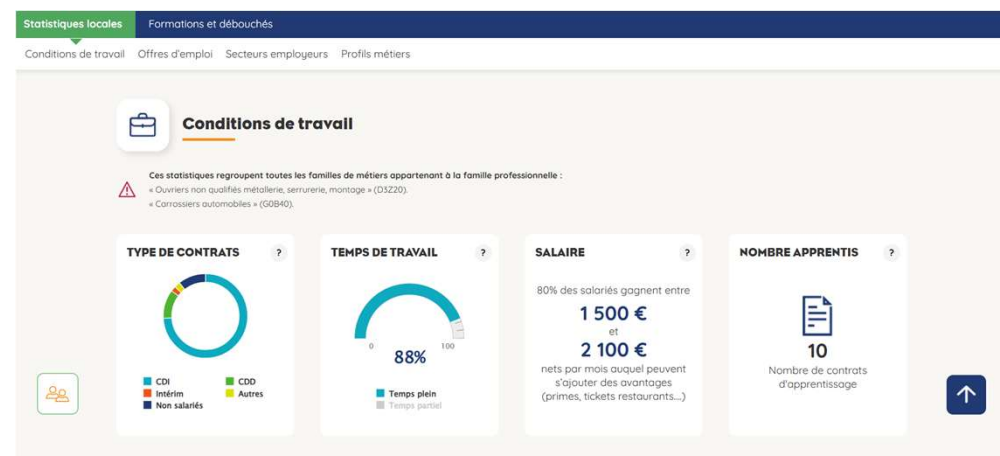 Statistiques locales Formations et débouchés
Conditions de travail Offres d'emploi Secteurs employeurs Profils métiers
Conditions de travail
Ces statistiques regroupent toutes les familles de métiers appartenant à la famille professionnelle :
« Ouvriers non qualifiés métallerie, serrurerie, montage » (D3Z20).
« Carrossiers automobiles » (G0B40).
TYPE DE CONTRATS ?
CDI CDD
Intérim Autres
Non salariés
TEMPS DE TRAVAIL ?
0 100
88%
Temps plein
Temps partiel
SALAIRE ?
80% des salariés gagnent entre
1 500 €
et
2 100 €
nets par mois auquel peuvent
s'ajouter des avantages
(primes, tickets restaurants....)
NOMBRE APPRENTIS ?
10
Nombre de contrats
d'apprentissage